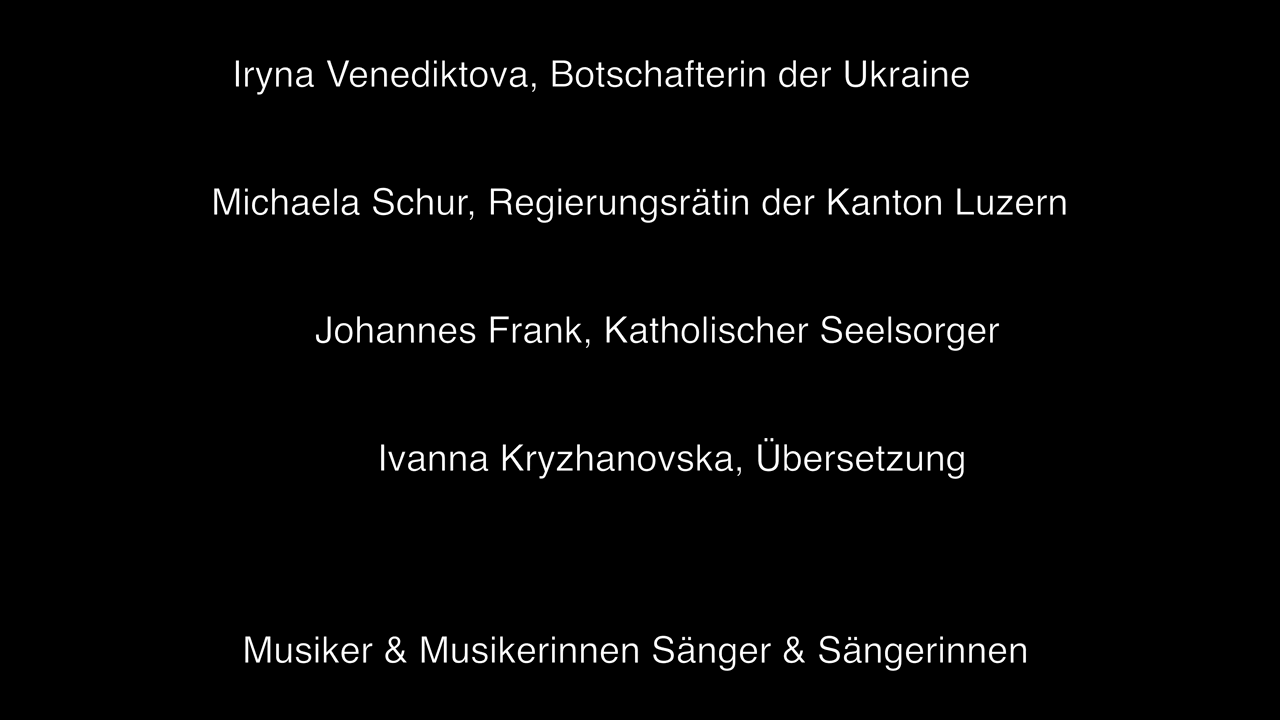 Iryna Venediktova, Botschafterin der Ukraine
Michaela Schur, Regierungsrätin der Kanton Luzern
Johannes Frank, Katholischer Seelsorger
Ivanna Kryzhanovska, Übersetzung
Musiker & Musikerinnen Sänger & Sängerinnen